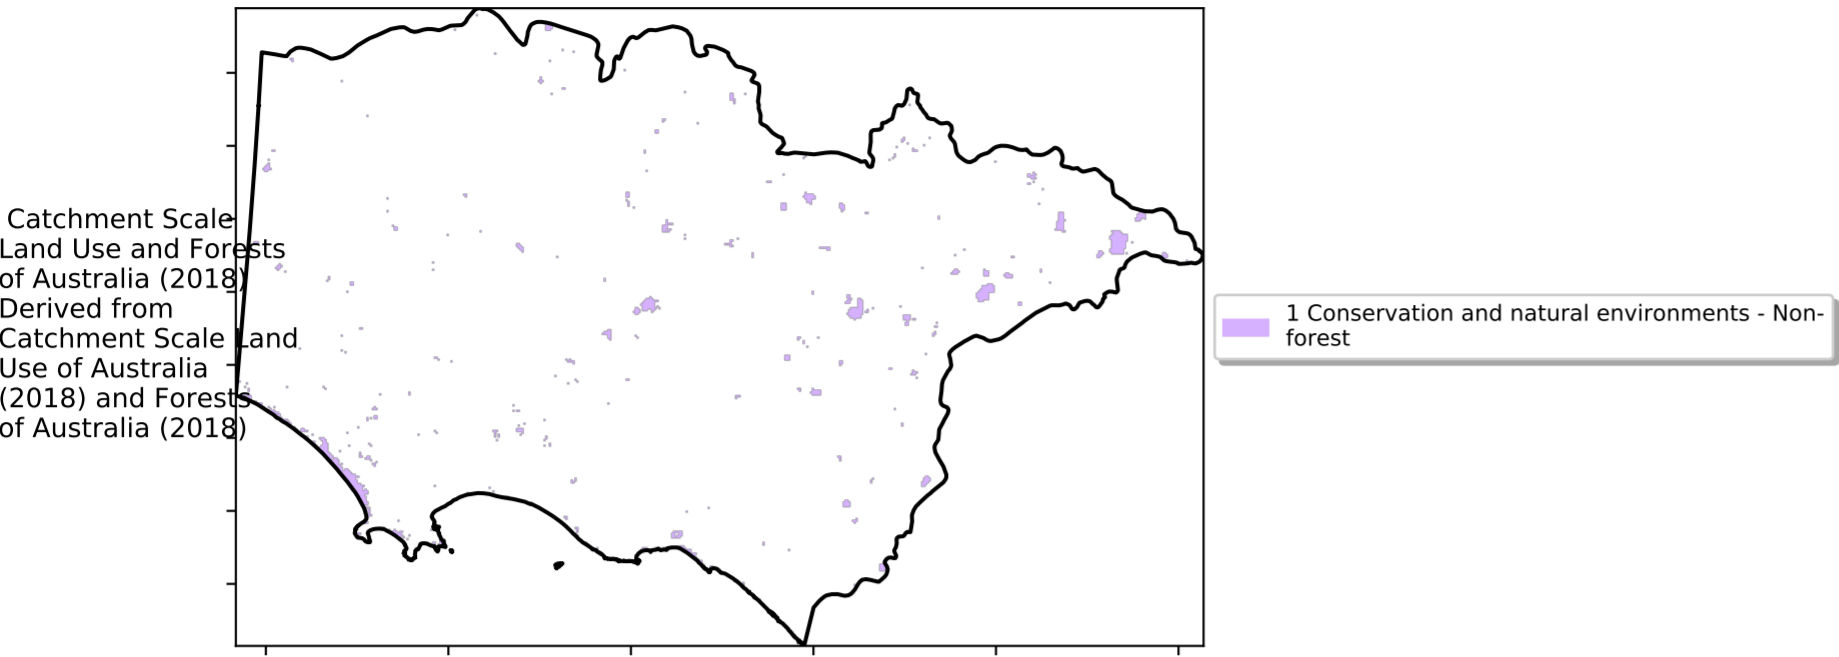 Catchment Scale
Land Use and Forests
of Australia (2018)
Derived from
Catchment Scale Land
Use of Australia
(2018) and Forests
of Australia (2018)
1 Conservation and natural environments - Non-
forest